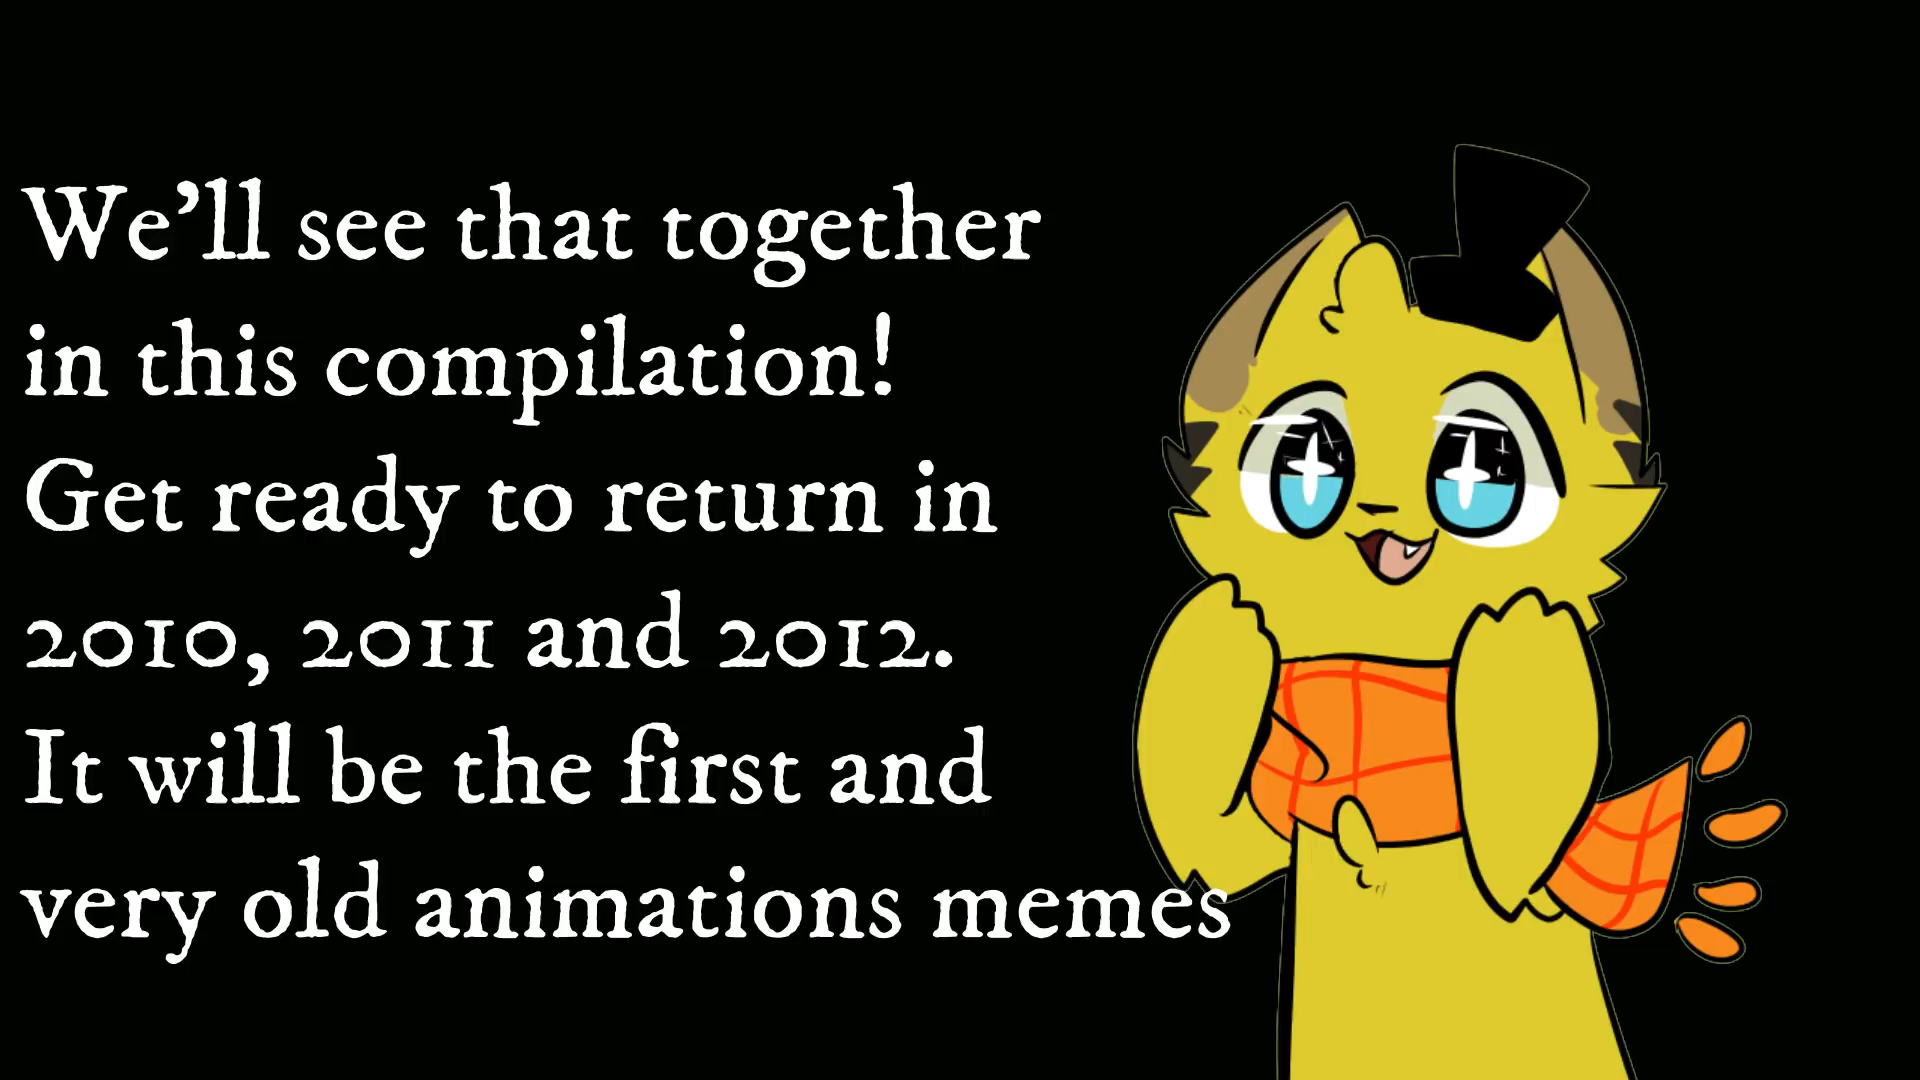 We'll see that together
in this compilation!
Get ready to return in
2010, 2011 and 2012.
It will be the first and
very old animations memes